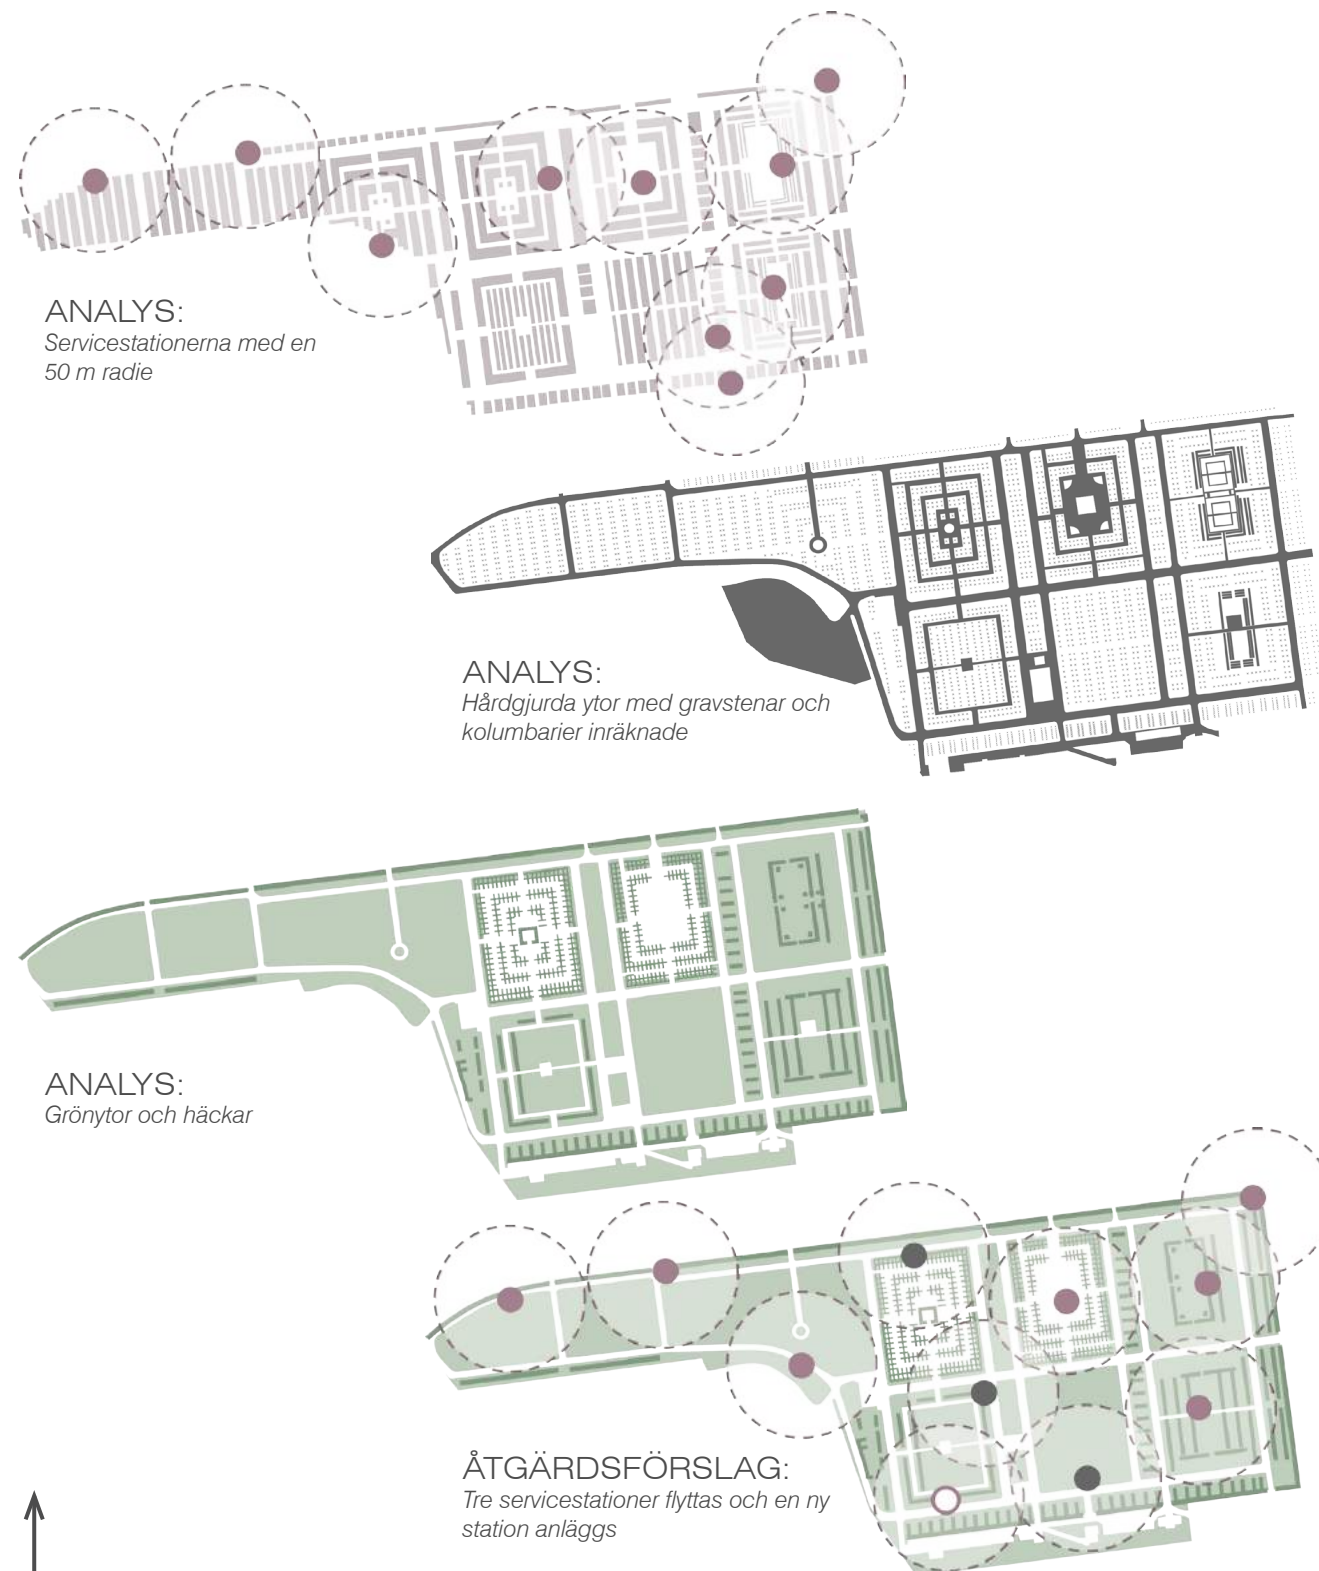 ANALYS:
Servicestationerna med en
50 m radie
ANALYS:
Hårdgjurda ytor med gravstenar och
kolumbarier inräknade
ANALYS:
Grönytor och häckar
ÅTGÄRDSFÖRSLAG:
Tre servicestationer flyttas och en ny
station anläggs